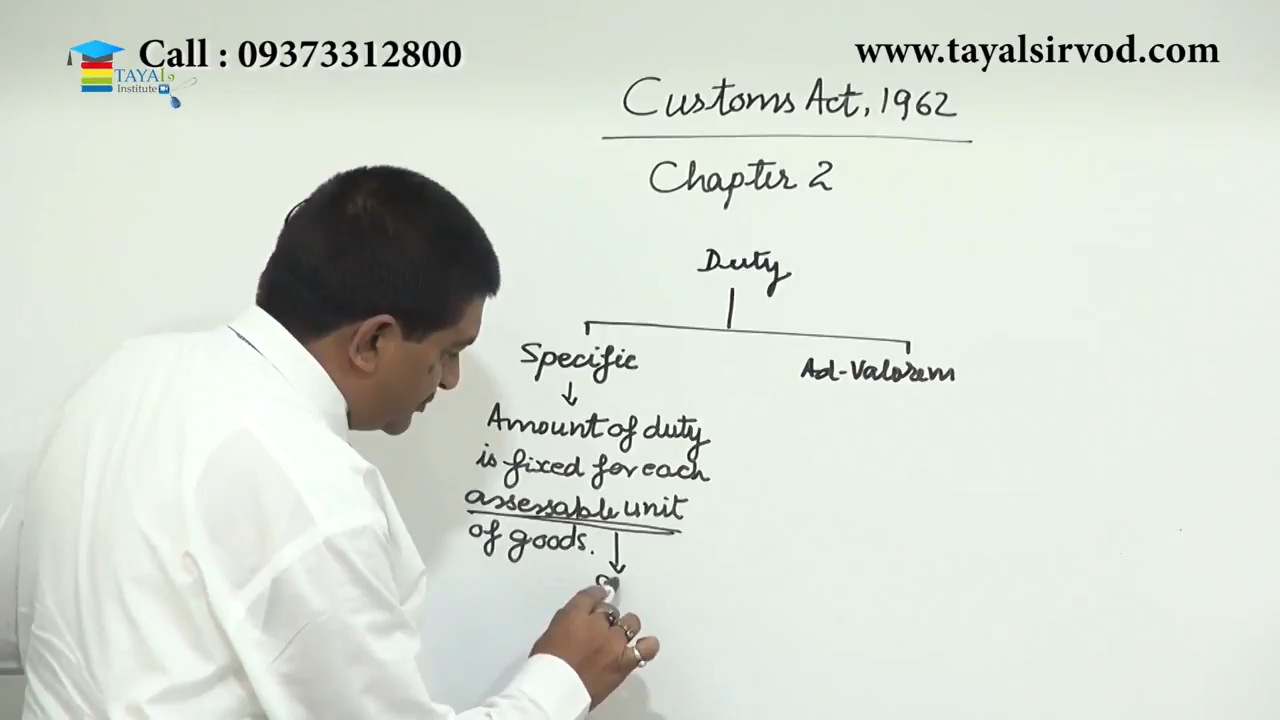 Call : 09373312800
www.tayalsirvod.com
TAYALs
Institute
Customs Act, 1962
Chapter 2
Duty
Specific
Ad-Valorem
Amount of duty
is fixed for each
assessable unit
of goods.